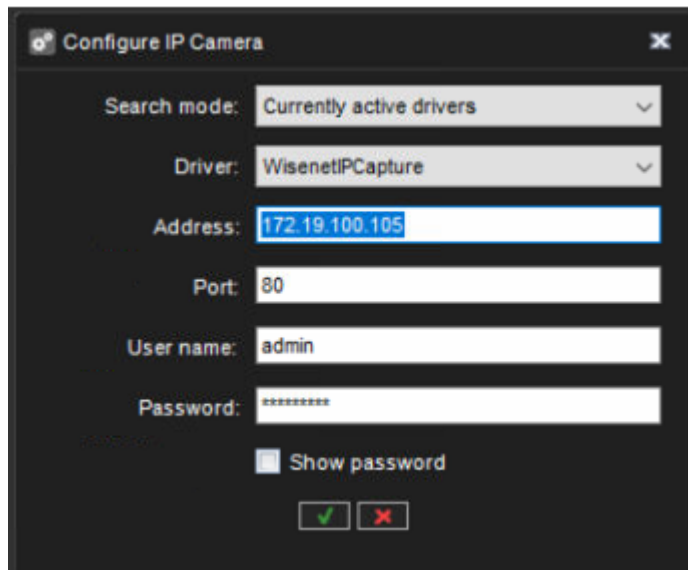 Configure IP Camera
Search mode: Currently active drivers
Driver: WisenetIPCapture
Address: 172.19.100.105
Port: 80
User name: admin
Password: *********
Show password